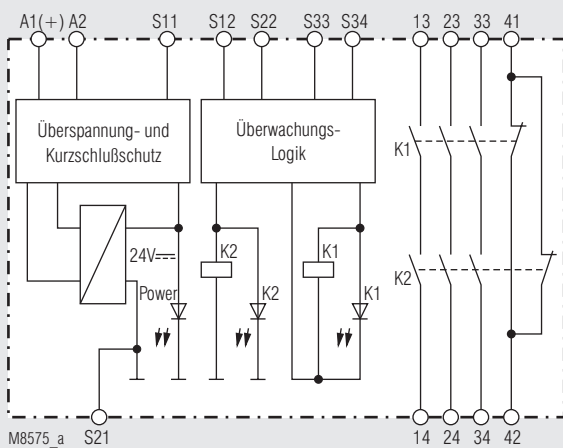 A1(+) A2 S11 S12 S22 S33 S34 13 23 33 41
Überspannung- und
Kurzschlußschutz
Überwachungs-
Logik
K1
24V
K2
K1
K2
Power
K2
K1
M8575_a
S21
14 24 34 42